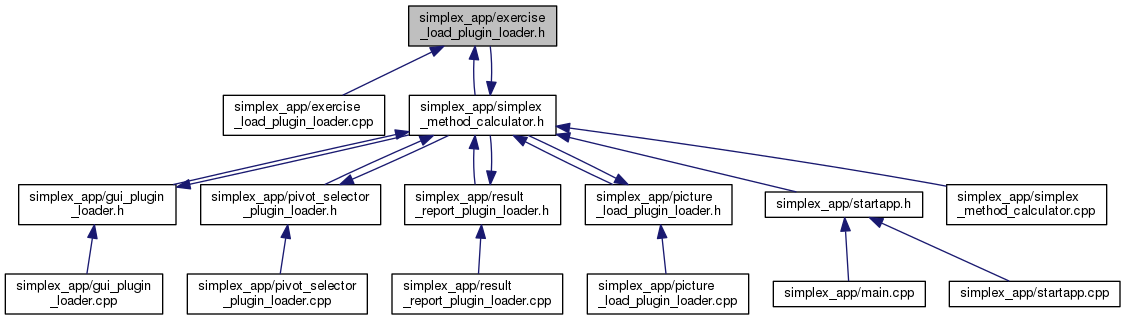 simplex_app/exercise
_load_plugin_loader.h
simplex_app/exercise
_load_plugin_loader.cpp
simplex_app/simplex
_method_calculator.h
simplex_app/gui_plugin
_loader.h
simplex_app/pivot_selector
_plugin_loader.h
simplex_app/result
_report_plugin_loader.h
simplex_app/picture
_load_plugin_loader.h
simplex_app/startapp.h
simplex_app/simplex
_method_calculator.cpp
simplex_app/gui_plugin
_loader.cpp
simplex_app/pivot_selector
_plugin_loader.cpp
simplex_app/result
_report_plugin_loader.cpp
simplex_app/picture
_load_plugin_loader.cpp
simplex_app/main.cpp
simplex_app/startapp.cpp